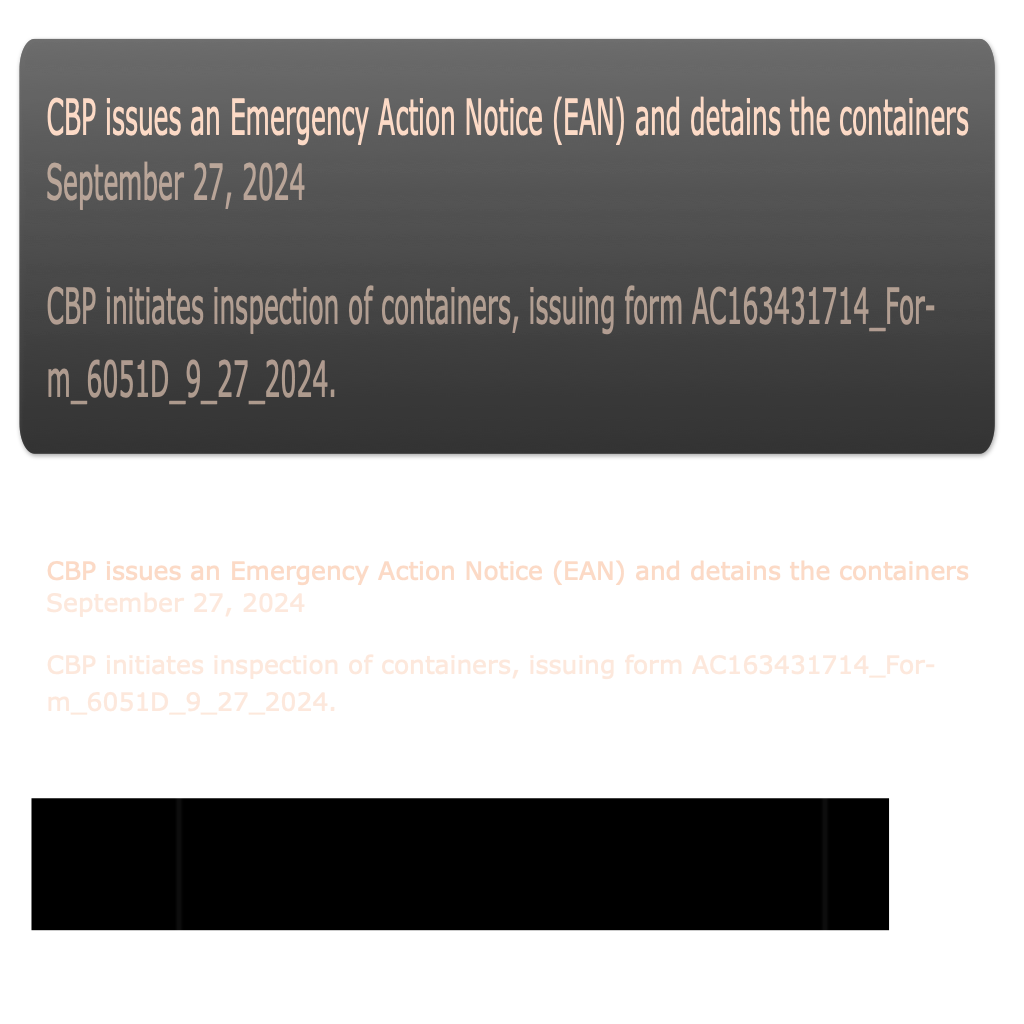 CBP issues an Emergency Action Notice (EAN) and detains the containers
September 27, 2024
CBP initiates inspection of containers, issuing form AC163431714_For-
m_6051D_9_27_2024.
CBP issues an Emergency Action Notice (EAN) and detains the containers
September 27, 2024
CBP initiates inspection of containers, issuing form AC163431714_For-
m_6051D_9_27_2024.